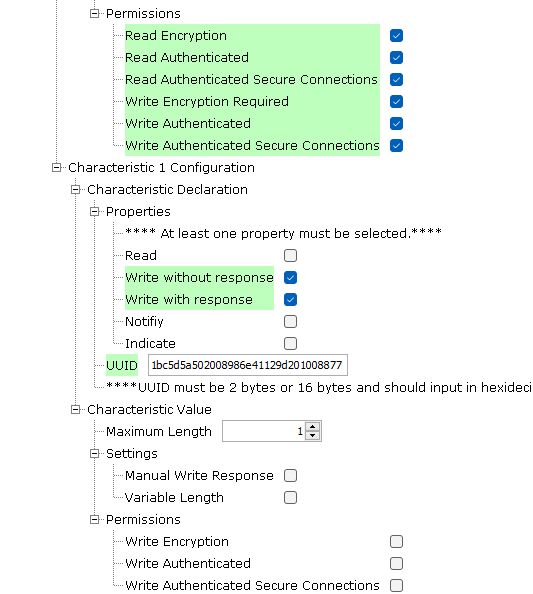 Permissions
Read Encryption
Read Authenticated
Read Authenticated Secure Connections
Write Encryption Required
Write Authenticated
Write Authenticated Secure Connections
Characteristic 1 Configuration
Characteristic Declaration
Properties
**** At least one property must be selected.****
Read
Write without response
Write with response
Notifiy
Indicate
UUID 1bc5d5a502008986e41129d201008877
****UUID must be 2 bytes or 16 bytes and should input in hexideci
Characteristic Value
Maximum Length 1
Settings
Manual Write Response
Variable Length
Permissions
Write Encryption
Write Authenticated
Write Authenticated Secure Connections